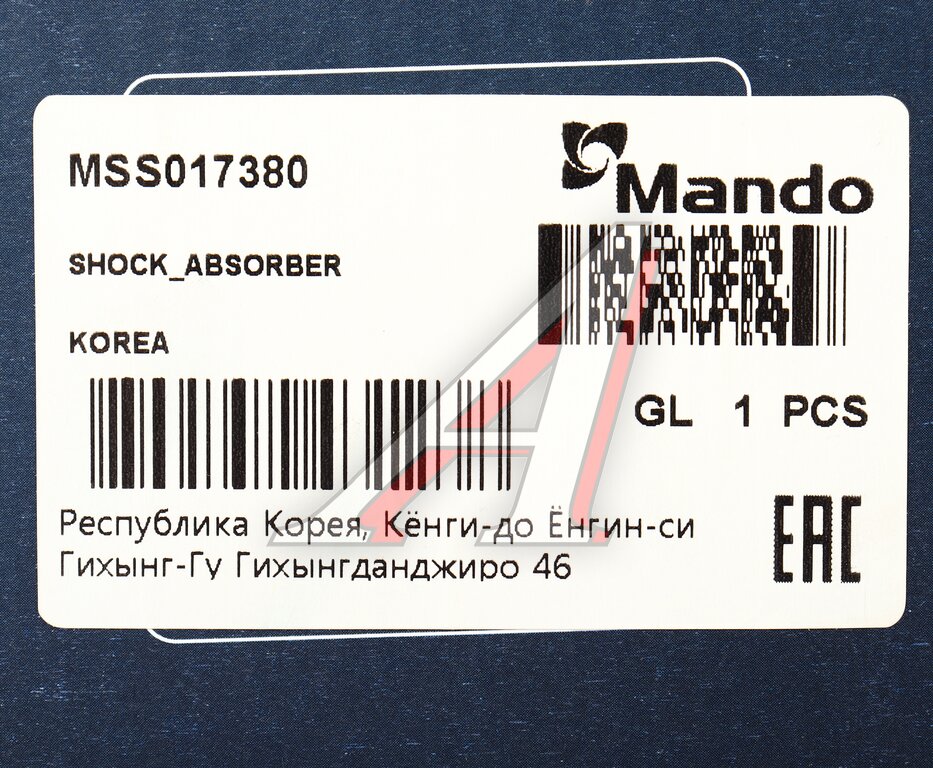 MSS017380
Mando
SHOCK_ABSORBER
KOREA
GL 1 PCS
Республика Корея, Кёнги-до Ёнгин-си
Гихынг-Гу Гихынгданджиро 46
EAC